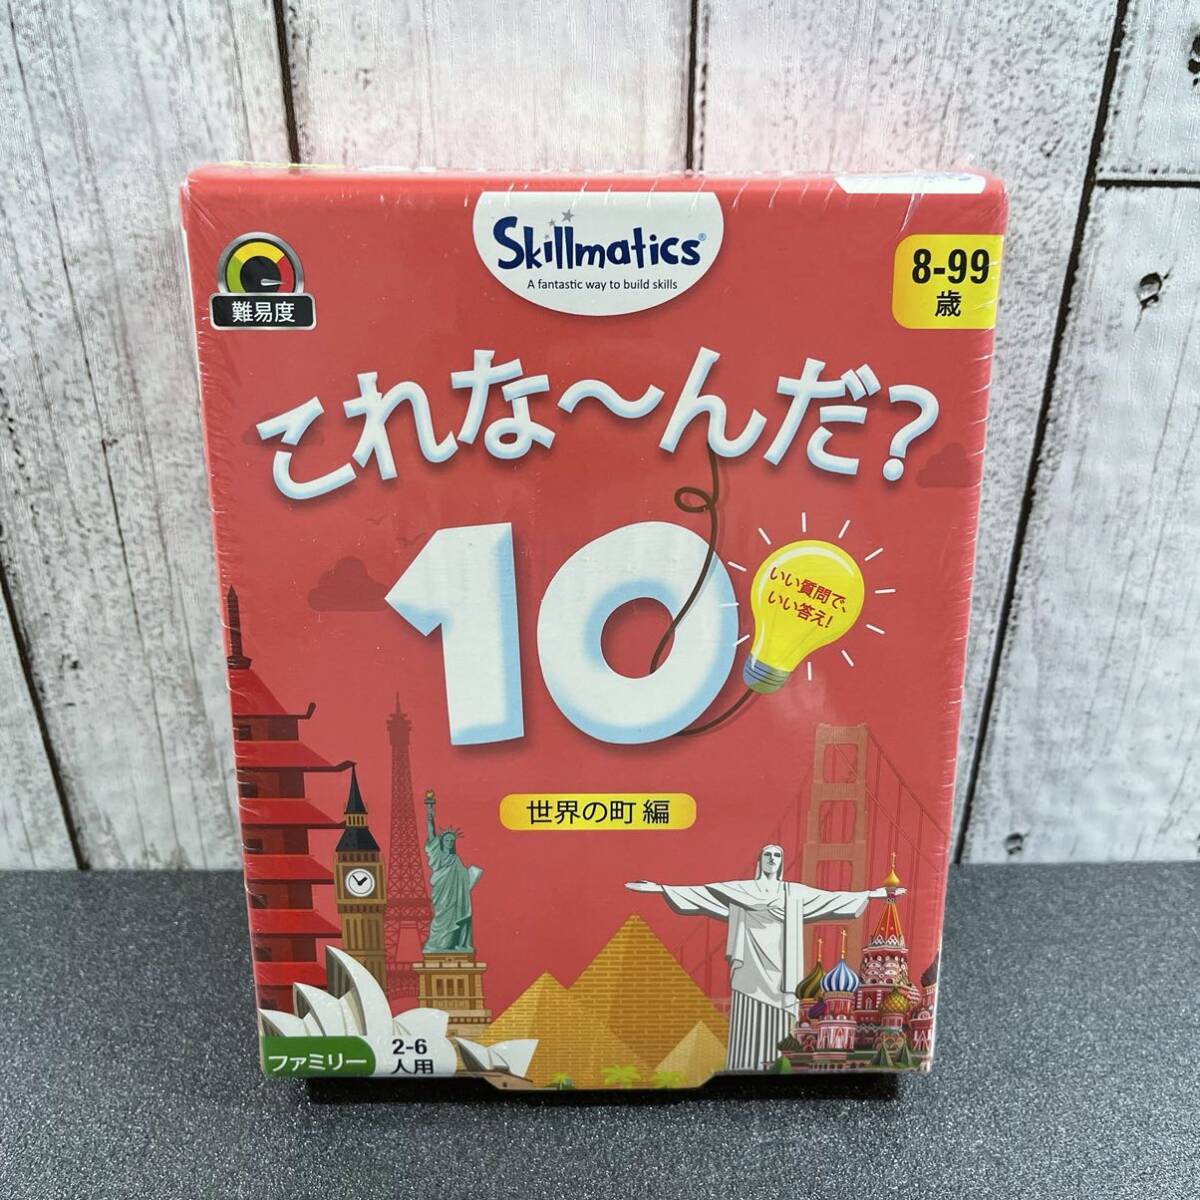 Skillmatics®
A fantastic way to build skills
難易度
8-99
歳
これな〜んだ?
10
いい質問で、
いい答え!
世界の町 編
ファミリー
2-6
人用